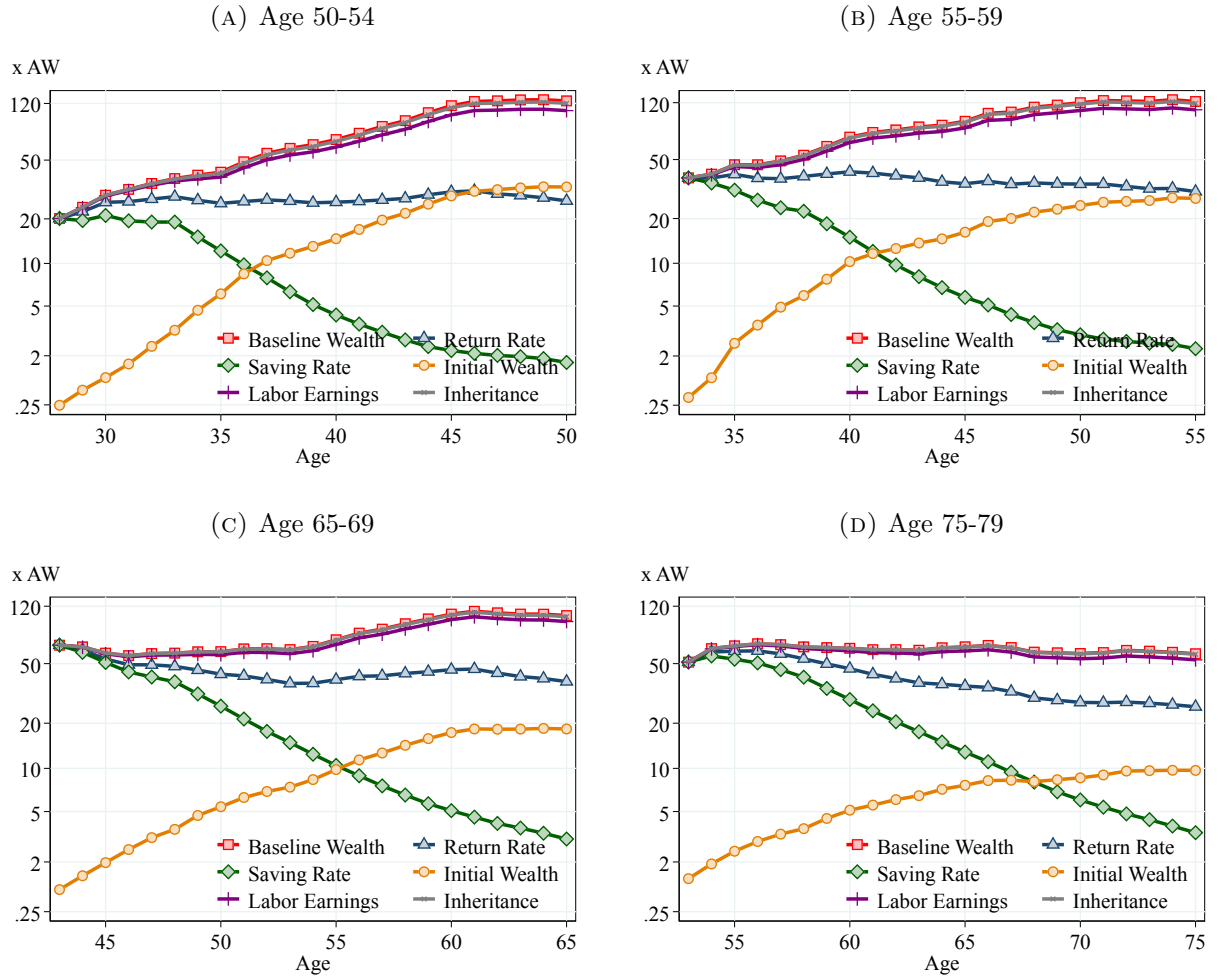 (A) Age 50-54
x AW
120
50
20
10
5
2
.25
Baseline Wealth
Return Rate
Saving Rate
Initial Wealth
Labor Earnings
Inheritance
30 35 40 45 50
Age
(B) Age 55-59
x AW
120
50
20
10
5
2
.25
Baseline Wealth
Return Rate
Saving Rate
Initial Wealth
Labor Earnings
Inheritance
35 40 45 50 55
Age
(C) Age 65-69
x AW
120
50
20
10
5
2
.25
Baseline Wealth
Return Rate
Saving Rate
Initial Wealth
Labor Earnings
Inheritance
45 50 55 60 65
Age
(D) Age 75-79
x AW
120
50
20
10
5
2
.25
Baseline Wealth
Return Rate
Saving Rate
Initial Wealth
Labor Earnings
Inheritance
55 60 65 70 75
Age